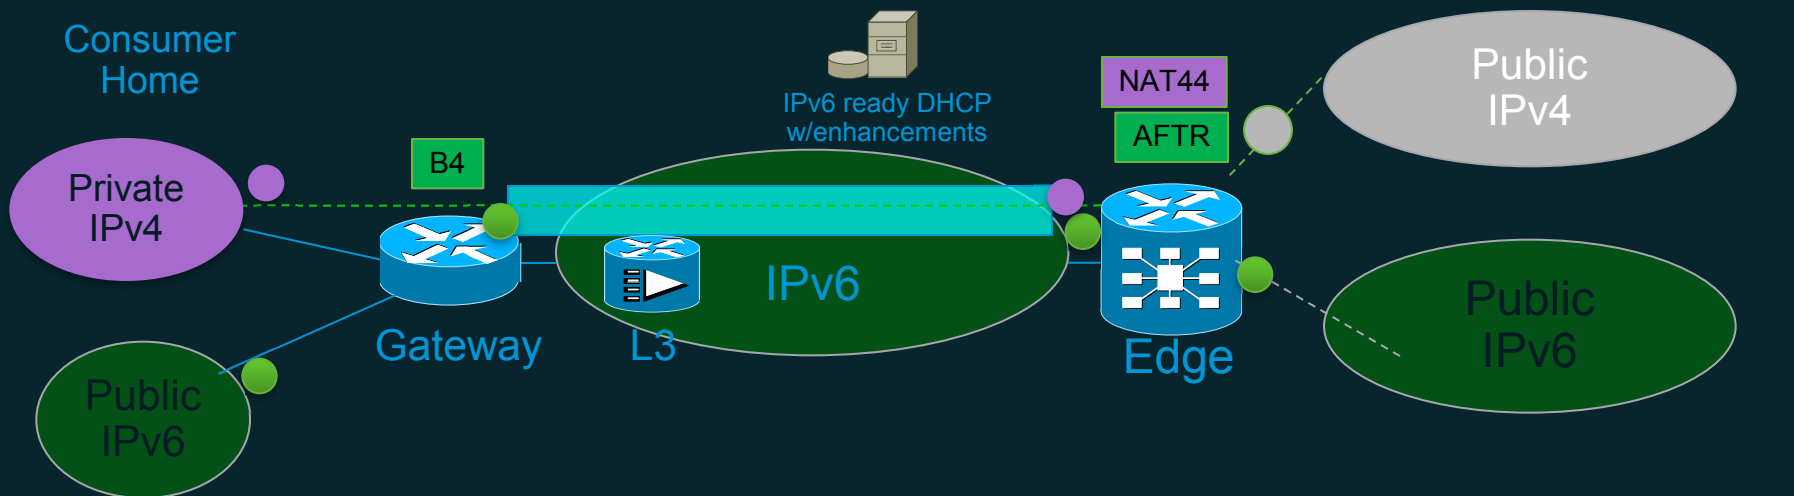 Consumer
Home
IPv6 ready DHCP
w/enhancements
NAT44
AFTR
Public
IPv4
B4
Private
IPv4
IPv6
Gateway
L3
Edge
Public
IPv6
Public
IPv6